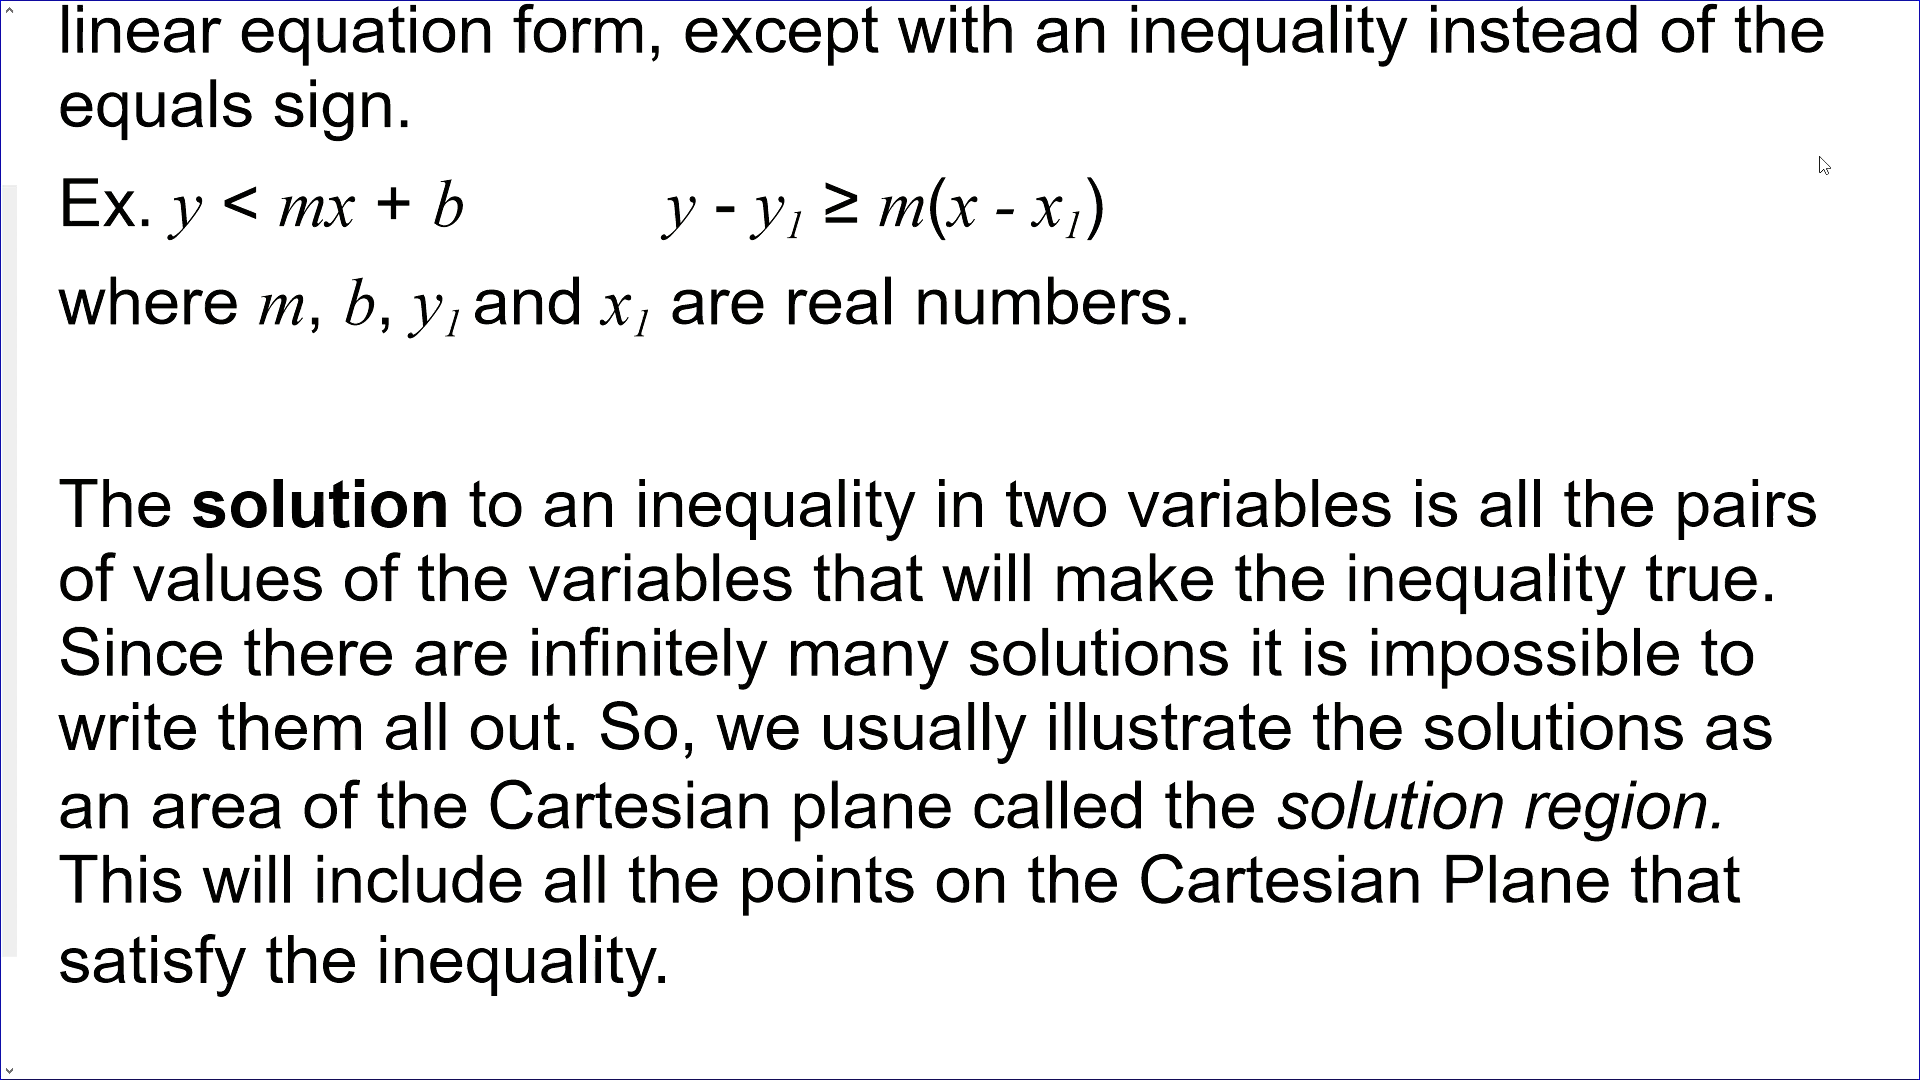 linear equation form, except with an inequality instead of the
equals sign.
Ex. y < mx + b y - y₁ ≥ m(x - x₁)
where m, b, y₁ and x₁ are real numbers.
The solution to an inequality in two variables is all the pairs
of values of the variables that will make the inequality true.
Since there are infinitely many solutions it is impossible to
write them all out. So, we usually illustrate the solutions as
an area of the Cartesian plane called the solution region.
This will include all the points on the Cartesian Plane that
satisfy the inequality.